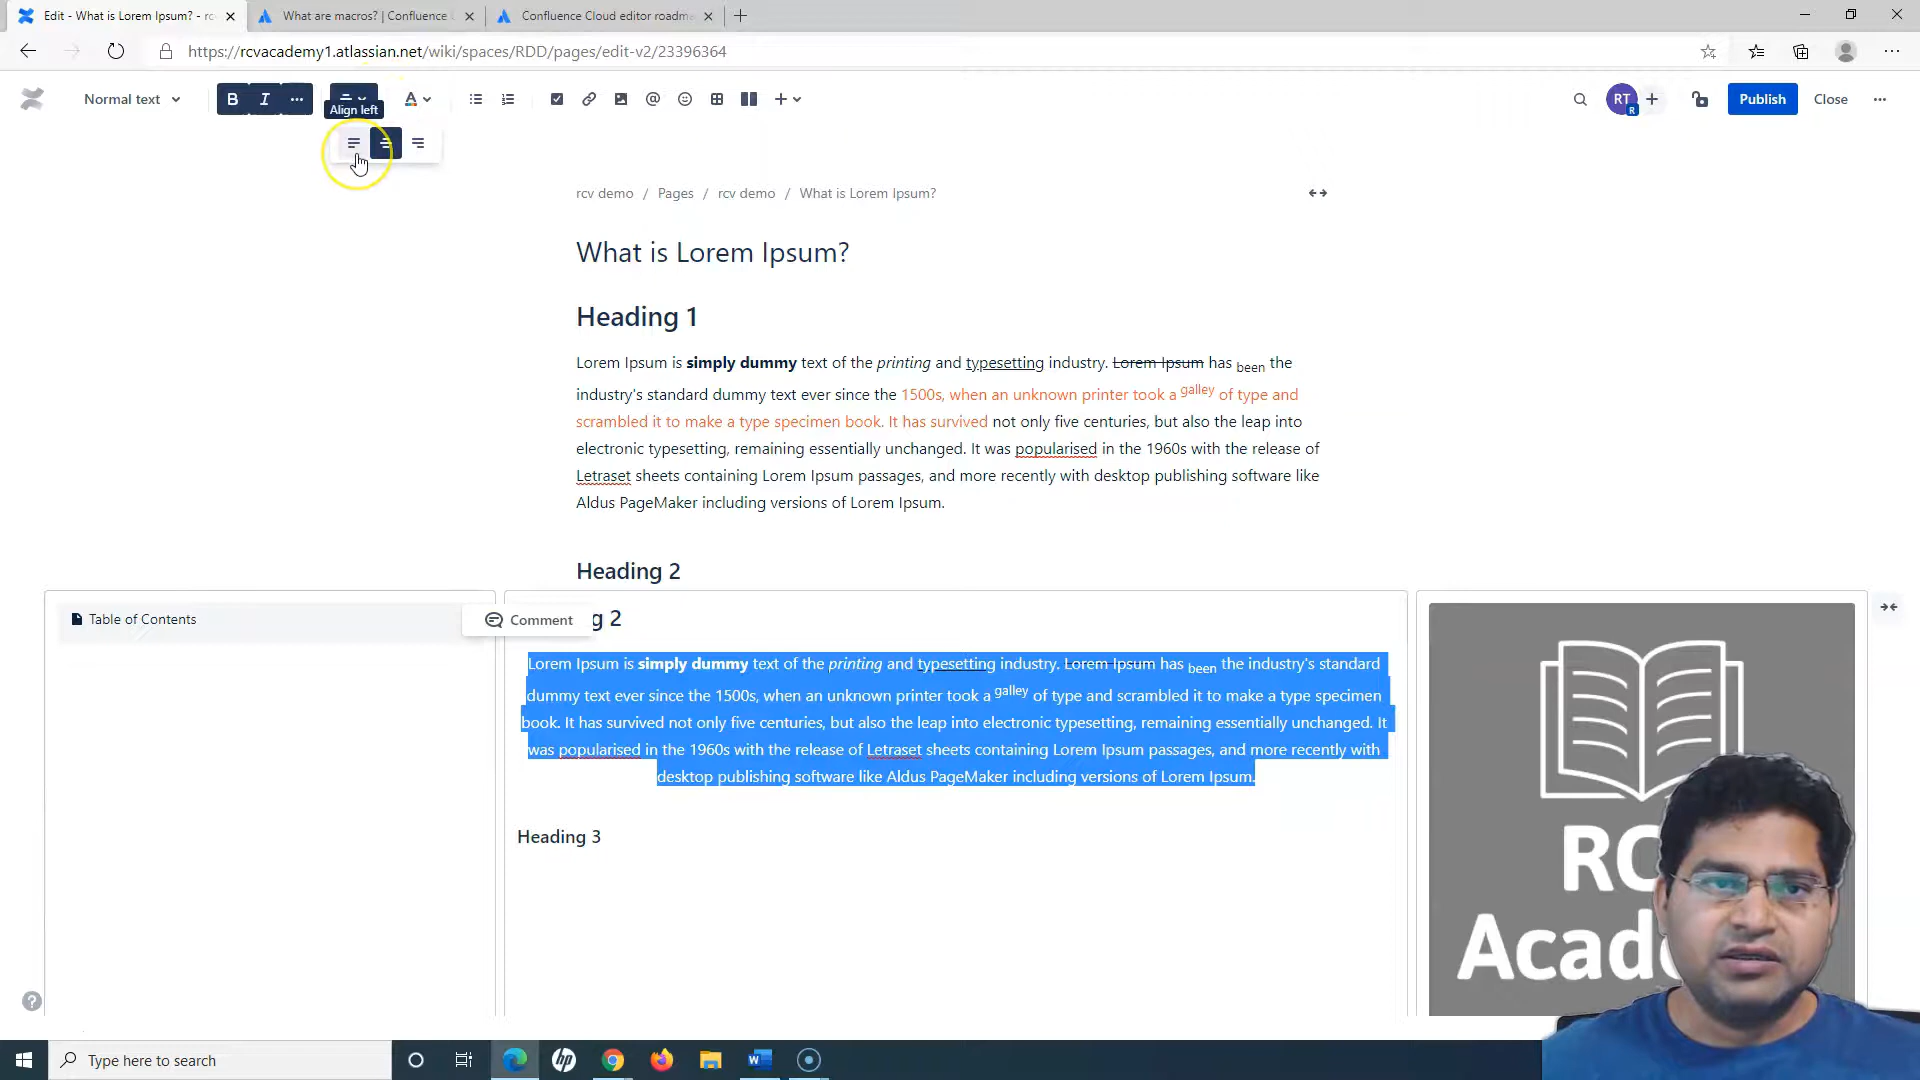 Edit - What is Lorem Ipsum? - rc
What are macros? | Confluence
Confluence Cloud editor roadm
https://rcvacademy1.atlassian.net/wiki/spaces/RDD/pages/edit-v2/23396364
Normal text
B I
A
RT
R
Publish
Close
Align left
rcv demo / Pages / rcv demo / What is Lorem Ipsum?
What is Lorem Ipsum?
Heading 1
Lorem Ipsum is simply dummy text of the printing and typesetting industry. Lorem Ipsum has been the
industry's standard dummy text ever since the 1500s, when an unknown printer took a galley of type and
scrambled it to make a type specimen book. It has survived not only five centuries, but also the leap into
electronic typesetting, remaining essentially unchanged. It was popularised in the 1960s with the release of
Letraset sheets containing Lorem Ipsum passages, and more recently with desktop publishing software like
Aldus PageMaker including versions of Lorem Ipsum.
Heading 2
Table of Contents
Comment
g 2
Lorem Ipsum is simply dummy text of the printing and typesetting industry. Lorem Ipsum has been the industry's standard
dummy text ever since the 1500s, when an unknown printer took a galley of type and scrambled it to make a type specimen
book. It has survived not only five centuries, but also the leap into electronic typesetting, remaining essentially unchanged. It
was popularised in the 1960s with the release of Letraset sheets containing Lorem Ipsum passages, and more recently with
desktop publishing software like Aldus PageMaker including versions of Lorem Ipsum.
Heading 3
RC
Acad
Type here to search
hp
W